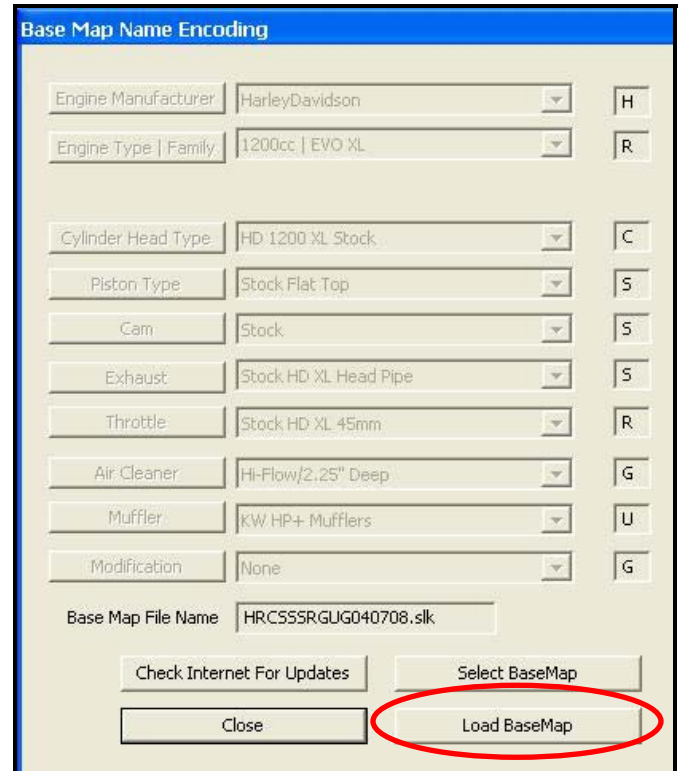 Base Map Name Encoding
Engine Manufacturer HarleyDavidson H
Engine Type | Family 1200cc | EVO XL R
Cylinder Head Type HD 1200 XL Stock C
Piston Type Stock Flat Top S
Cam Stock S
Exhaust Stock HD XL Head Pipe S
Throttle Stock HD XL 45mm R
Air Cleaner Hi-Flow/2.25" Deep G
Muffler KW HP+ Mufflers U
Modification None G
Base Map File Name HRCSSSRGUG040708.slk
Check Internet For Updates Select BaseMap
Close Load BaseMap